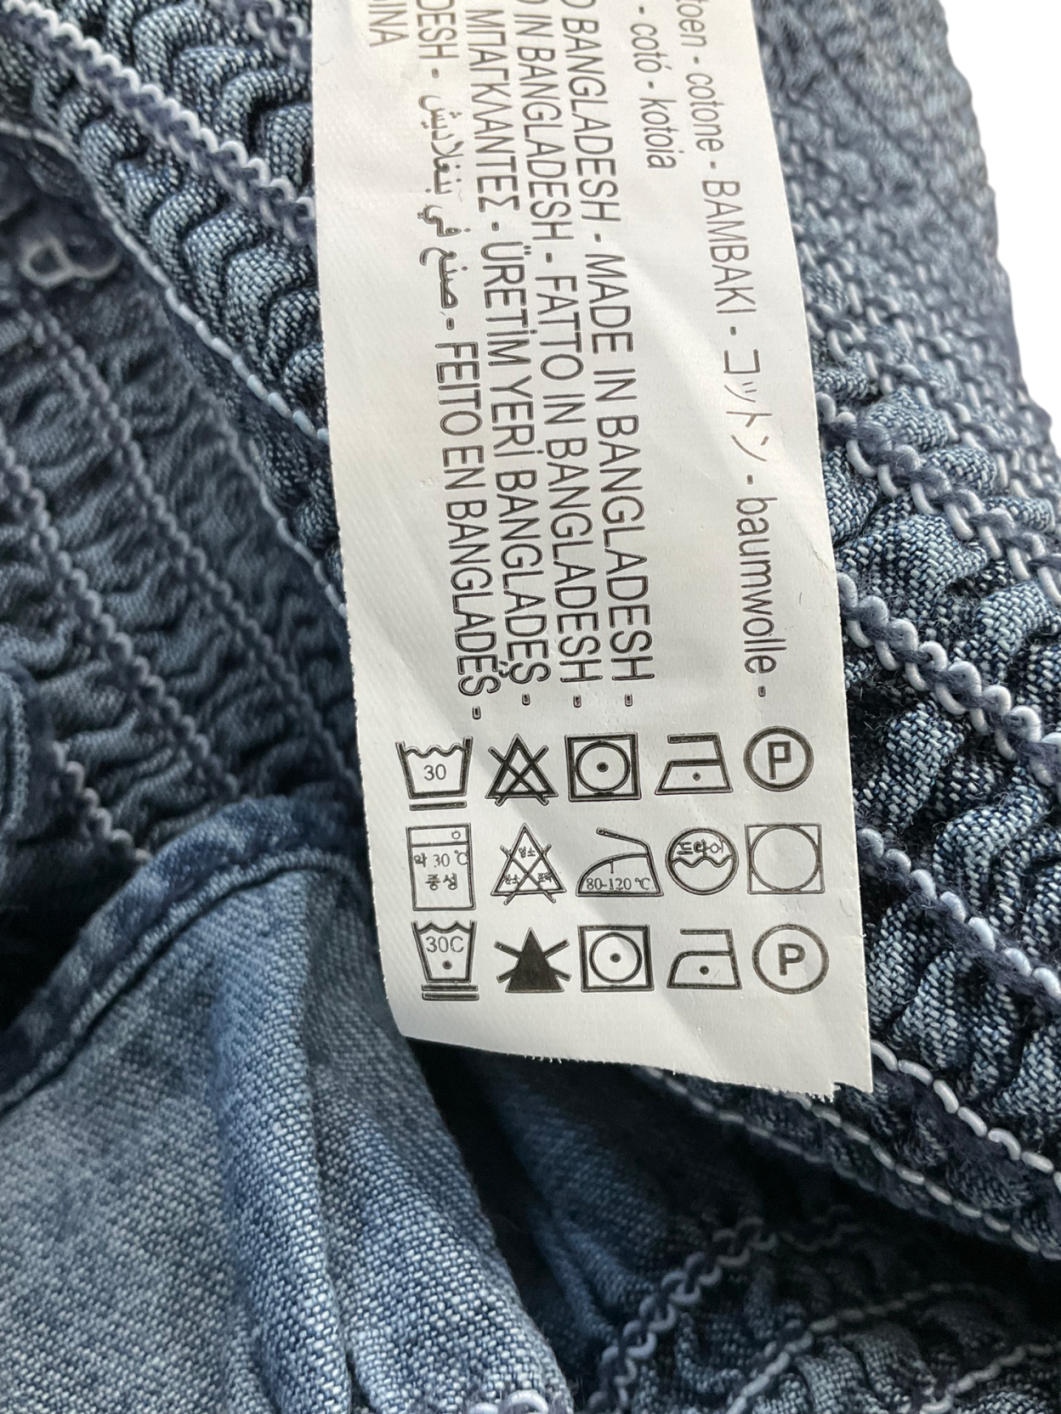 cotone - BAMBAKI - コットン - baumwolle -
- cotó - kotoia
BANGLADESH - MADE IN BANGLADESH -
IN BANGLADESH - FATTO IN BANGLADESH -
ΜΠΑΓΚΛΑΝΤΕΣ - ÜRETİM YERİ BANGLADEŞ -
صنع في بنغلاديش - FEITO EN BANGLADÉS -
30
P
약 30 ℃
중성
80-120 ℃
드라이
30C
P